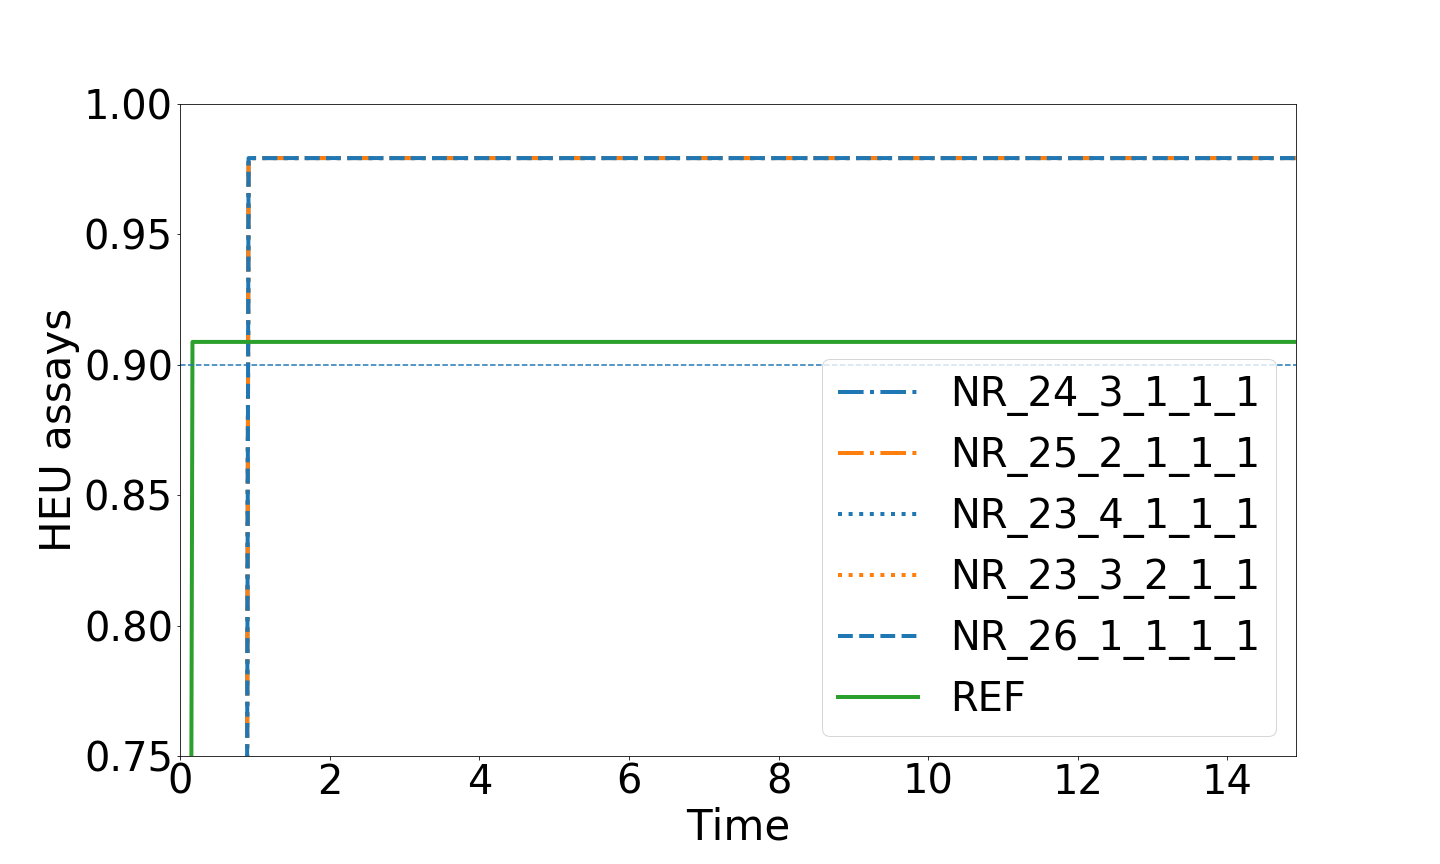 HEU assays
1.00
0.95
0.90
0.85
0.80
0.75
0 2 4 6 8 10 12 14
Time
NR_24_3_1_1_1
NR_25_2_1_1_1
NR_23_4_1_1_1
NR_23_3_2_1_1
NR_26_1_1_1_1
REF